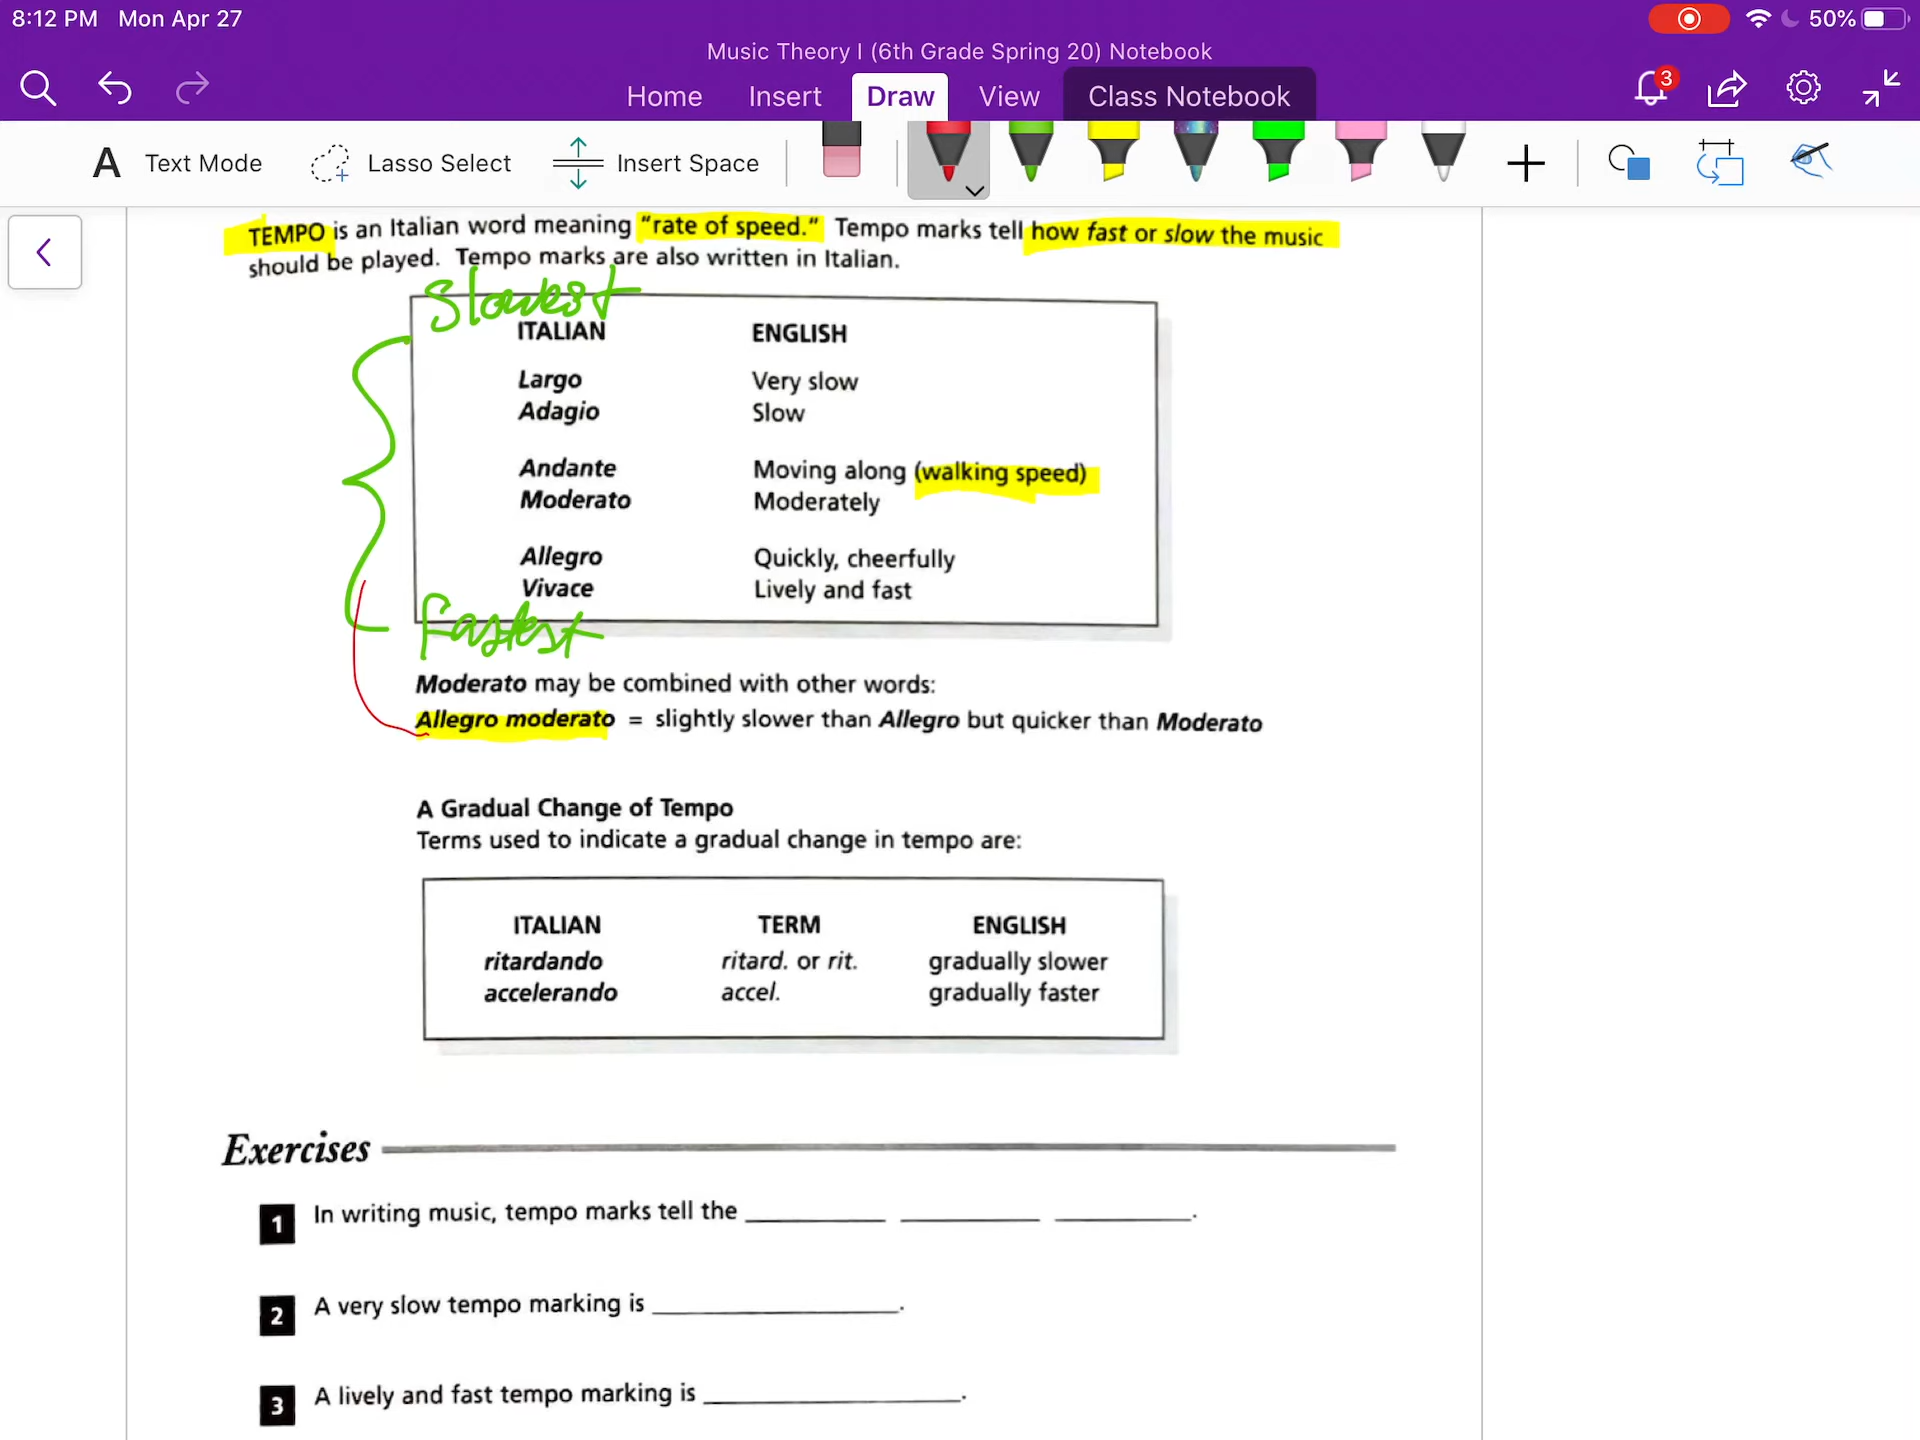 8:12 PM Mon Apr 27
50%
Music Theory I (6th Grade Spring 20) Notebook
Home Insert Draw View Class Notebook
3
A Text Mode Lasso Select Insert Space
TEMPO is an Italian word meaning “rate of speed.” Tempo marks tell how fast or slow the music
should be played. Tempo marks are also written in Italian.
Slowest
ITALIAN ENGLISH
Largo Very slow
Adagio Slow
Andante Moving along (walking speed)
Moderato Moderately
Allegro Quickly, cheerfully
Vivace Lively and fast
fastest
Moderato may be combined with other words:
Allegro moderato = slightly slower than Allegro but quicker than Moderato
A Gradual Change of Tempo
Terms used to indicate a gradual change in tempo are:
ITALIAN TERM ENGLISH
ritardando ritard. or rit. gradually slower
accelerando accel. gradually faster
Exercises
1 In writing music, tempo marks tell the ______ ______ ______.
2 A very slow tempo marking is ______.
3 A lively and fast tempo marking is ______.